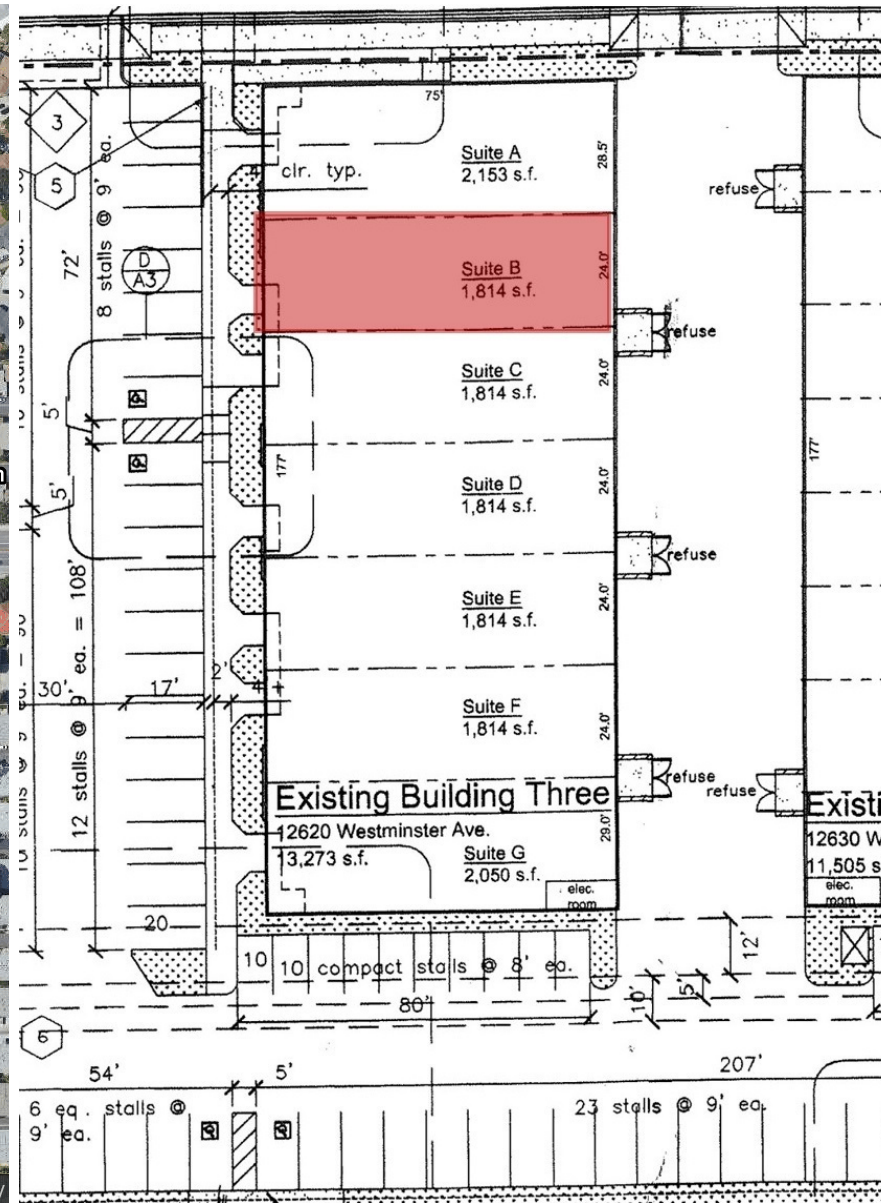 75'
3
5
8 stalls @ 9' ea.
72'
clr. typ.
Suite A
2,153 s.f.
28.5'
refuse
D
A3
Suite B
1,814 s.f.
24.0'
refuse
Suite C
1,814 s.f.
24.0'
5'
5'
177'
177'
Suite D
1,814 s.f.
24.0'
refuse
12 stalls @ 9' ea. = 108'
Suite E
1,814 s.f.
24.0'
30'
17'
2'
4
Suite F
1,814 s.f.
24.0'
refuse
refuse
Existing Building Three
12620 Westminster Ave.
13,273 s.f.
Suite G
2,050 s.f.
29.0'
elec.
room
Existi
12630 W
11,505 s
elec.
room
20
10
10 compact stalls @ 8' ea.
12'
80'
10'
5'
6
54'
5'
207'
6 eq. stalls @
9' ea.
23 stalls @ 9' ea.